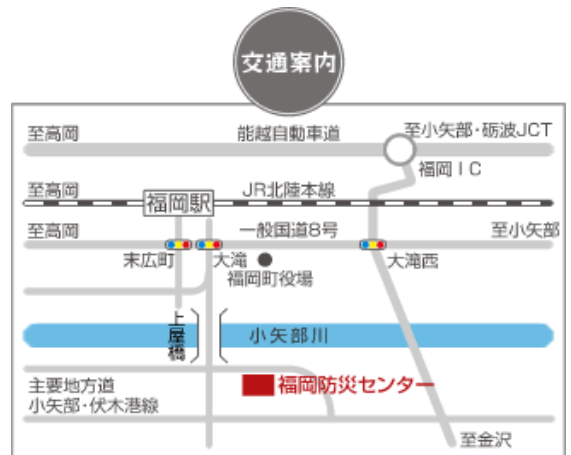 交通案内
至高岡
能越自動車道
至小矢部・砺波JCT
福岡IC
至高岡
JR北陸本線
福岡駅
至高岡
一般国道8号
至小矢部
末広町
大滝
福岡町役場
大滝西
上屋橋
小矢部川
福岡防災センター
主要地方道
小矢部・伏木港線
至金沢